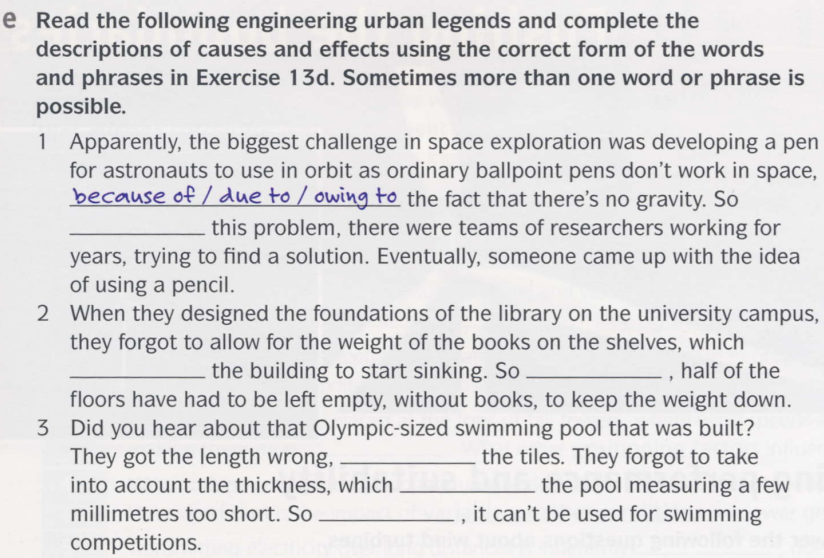 e Read the following engineering urban legends and complete the
descriptions of causes and effects using the correct form of the words
and phrases in Exercise 13d. Sometimes more than one word or phrase is
possible.
1 Apparently, the biggest challenge in space exploration was developing a pen
for astronauts to use in orbit as ordinary ballpoint pens don't work in space,
because of / due to / owing to the fact that there's no gravity. So
____________ this problem, there were teams of researchers working for
years, trying to find a solution. Eventually, someone came up with the idea
of using a pencil.
2 When they designed the foundations of the library on the university campus,
they forgot to allow for the weight of the books on the shelves, which
____________ the building to start sinking. So ____________ , half of the
floors have had to be left empty, without books, to keep the weight down.
3 Did you hear about that Olympic-sized swimming pool that was built?
They got the length wrong, ____________ the tiles. They forgot to take
into account the thickness, which ____________ the pool measuring a few
millimetres too short. So ____________ , it can't be used for swimming
competitions.